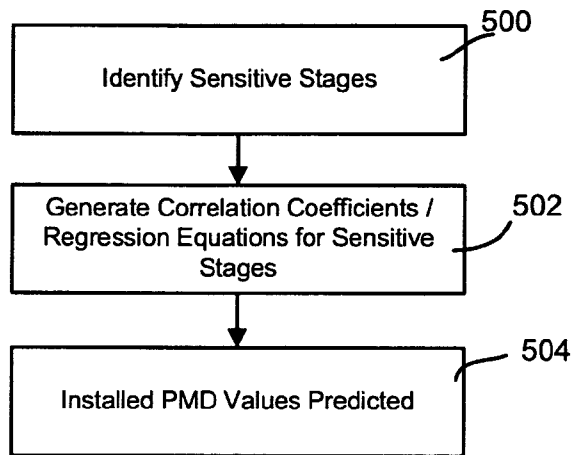 500
Identify Sensitive Stages
502
Generate Correlation Coefficients /
Regression Equations for Sensitive
Stages
504
Installed PMD Values Predicted